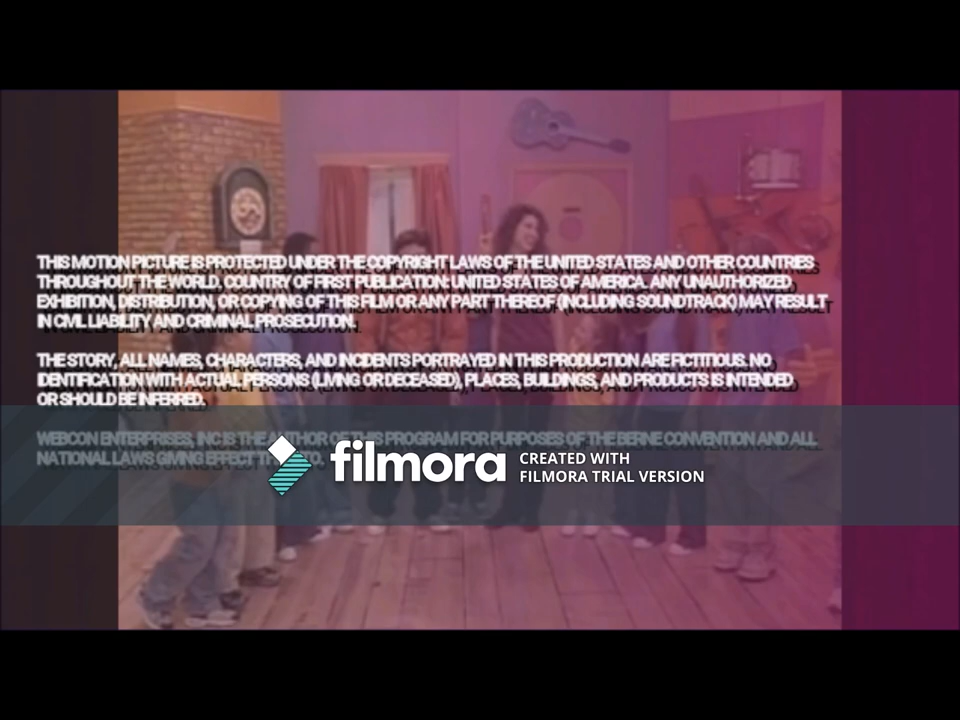 THIS MOTION PICTURE IS PROTECTED UNDER THE COPYRIGHT LAWS OF THE UNITED STATES AND OTHER COUNTRIES
THROUGHOUT THE WORLD. COUNTRY OF FIRST PUBLICATION: UNITED STATES OF AMERICA. ANY UNAUTHORIZED
EXHIBITION, DISTRIBUTION, OR COPYING OF THIS FILM OR ANY PART THEREOF (INCLUDING SOUNDTRACK) MAY RESULT
IN CIVIL LIABILITY AND CRIMINAL PROSECUTION.
THE STORY, ALL NAMES, CHARACTERS, AND INCIDENTS PORTRAYED IN THIS PRODUCTION ARE FICTITIOUS. NO
IDENTIFICATION WITH ACTUAL PERSONS (LIVING OR DECEASED), PLACES, BUILDINGS, AND PRODUCTS IS INTENDED
OR SHOULD BE INFERRED.
WEBCON ENTERPRISES, INC IS THE AUTHOR OF THIS PROGRAM FOR PURPOSES OF THE BERNE CONVENTION AND ALL
NATIONAL LAWS GIVING EFFECT
filmora
CREATED WITH
FILMORA TRIAL VERSION